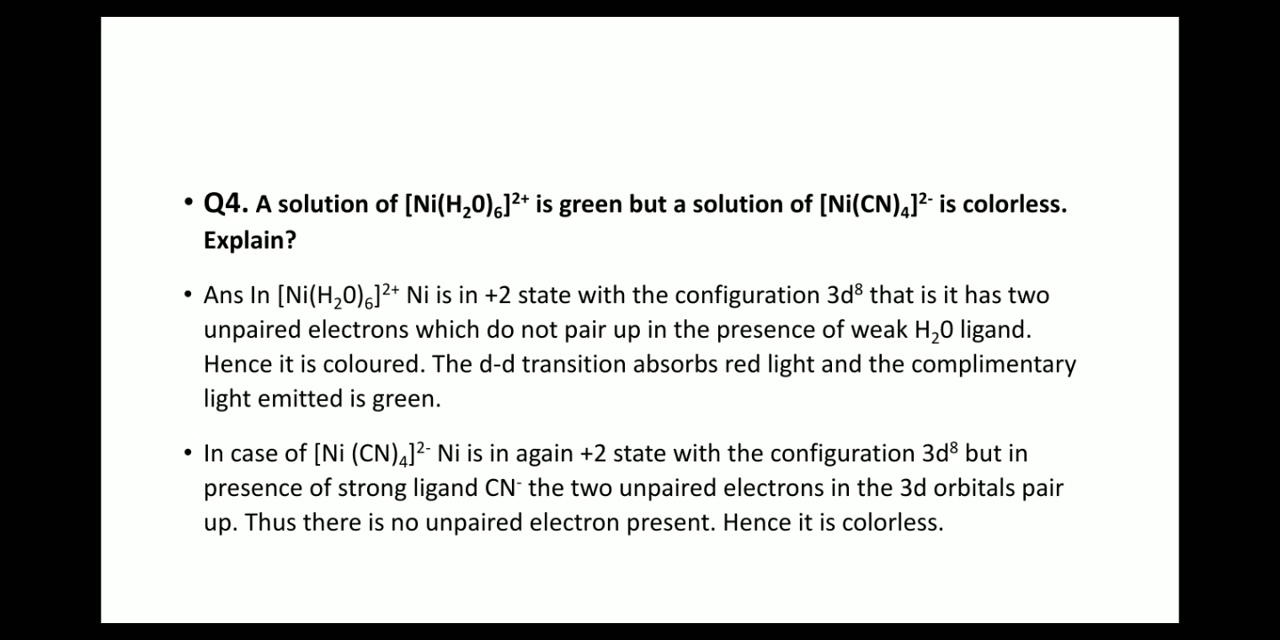 • Q4. A solution of [Ni(H₂0)₆]²⁺ is green but a solution of [Ni(CN)₄]²⁻ is colorless.
Explain?
• Ans In [Ni(H₂0)₆]²⁺ Ni is in +2 state with the configuration 3d⁸ that is it has two
unpaired electrons which do not pair up in the presence of weak H₂0 ligand.
Hence it is coloured. The d-d transition absorbs red light and the complimentary
light emitted is green.
• In case of [Ni (CN)₄]²⁻ Ni is in again +2 state with the configuration 3d⁸ but in
presence of strong ligand CN⁻ the two unpaired electrons in the 3d orbitals pair
up. Thus there is no unpaired electron present. Hence it is colorless.